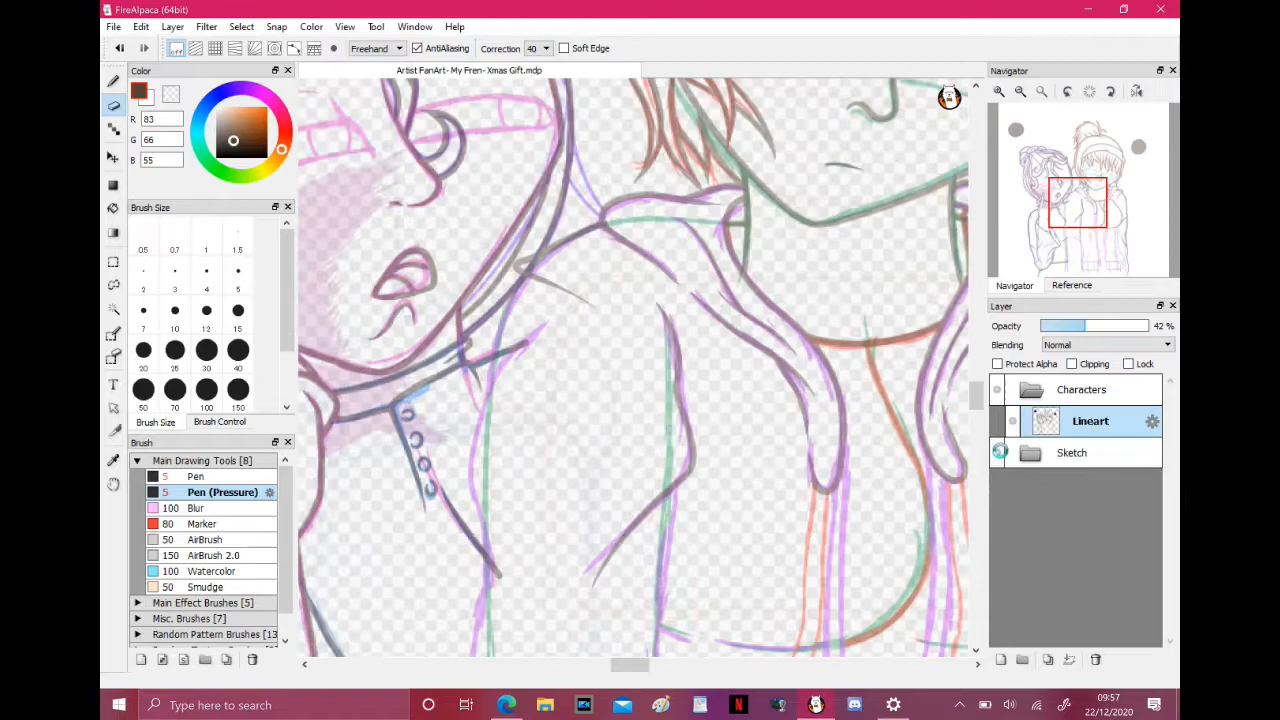 FireAlpaca (64bit)
File Edit Layer Filter Select Snap Color View Tool Window Help
Freehand AntiAliasing Correction 40 Soft Edge
Color
Artist FanArt- My Fren- Xmas Gift.mdp
Navigator
R 83
G 66
B 55
Brush Size
0.5 0.7 1 1.5
2 3 4 5
7 10 12 15
20 25 30 40
50 70 100 150
Brush Size Brush Control
Navigator Reference
Layer
Opacity 42 %
Blending Normal
Protect Alpha Clipping Lock
Characters
Lineart
Sketch
Brush
Main Drawing Tools [8]
5 Pen
5 Pen (Pressure)
100 Blur
80 Marker
50 AirBrush
150 AirBrush 2.0
100 Watercolor
50 Smudge
Main Effect Brushes [5]
Misc. Brushes [7]
Random Pattern Brushes [13
Type here to search
09:57
22/12/2020